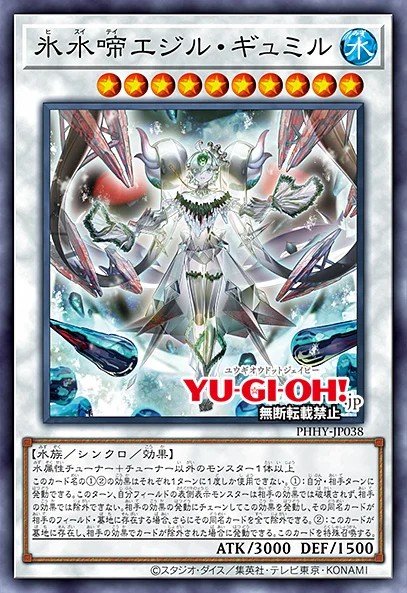 氷水啼エジル・ギュミル
水
ユウギオウドットジェイピー
YU-GI-OH!.jp
無断転載禁止
PHHY-JP038
【水族/シンクロ/効果】
水属性チューナー+チューナー以外のモンスター1体以上
このカード名の①②の効果はそれぞれ1ターンに1度しか使用できない。①:自分・相手ターンに
発動できる。このターン、自分フィールドの表側表示モンスターは相手の効果では破壊されず、相手
の効果では除外できない。相手の効果の発動にチェーンしてこの効果を発動し、その同名カードが
相手のフィールド・墓地に存在する場合、さらにその同名カードを全て除外できる。②:このカードが
墓地に存在し、相手の効果でカードが除外された場合に発動できる。このカードを特殊召喚する。
ATK/3000 DEF/1500
©スタジオ・ダイス/集英社・テレビ東京・KONAMI